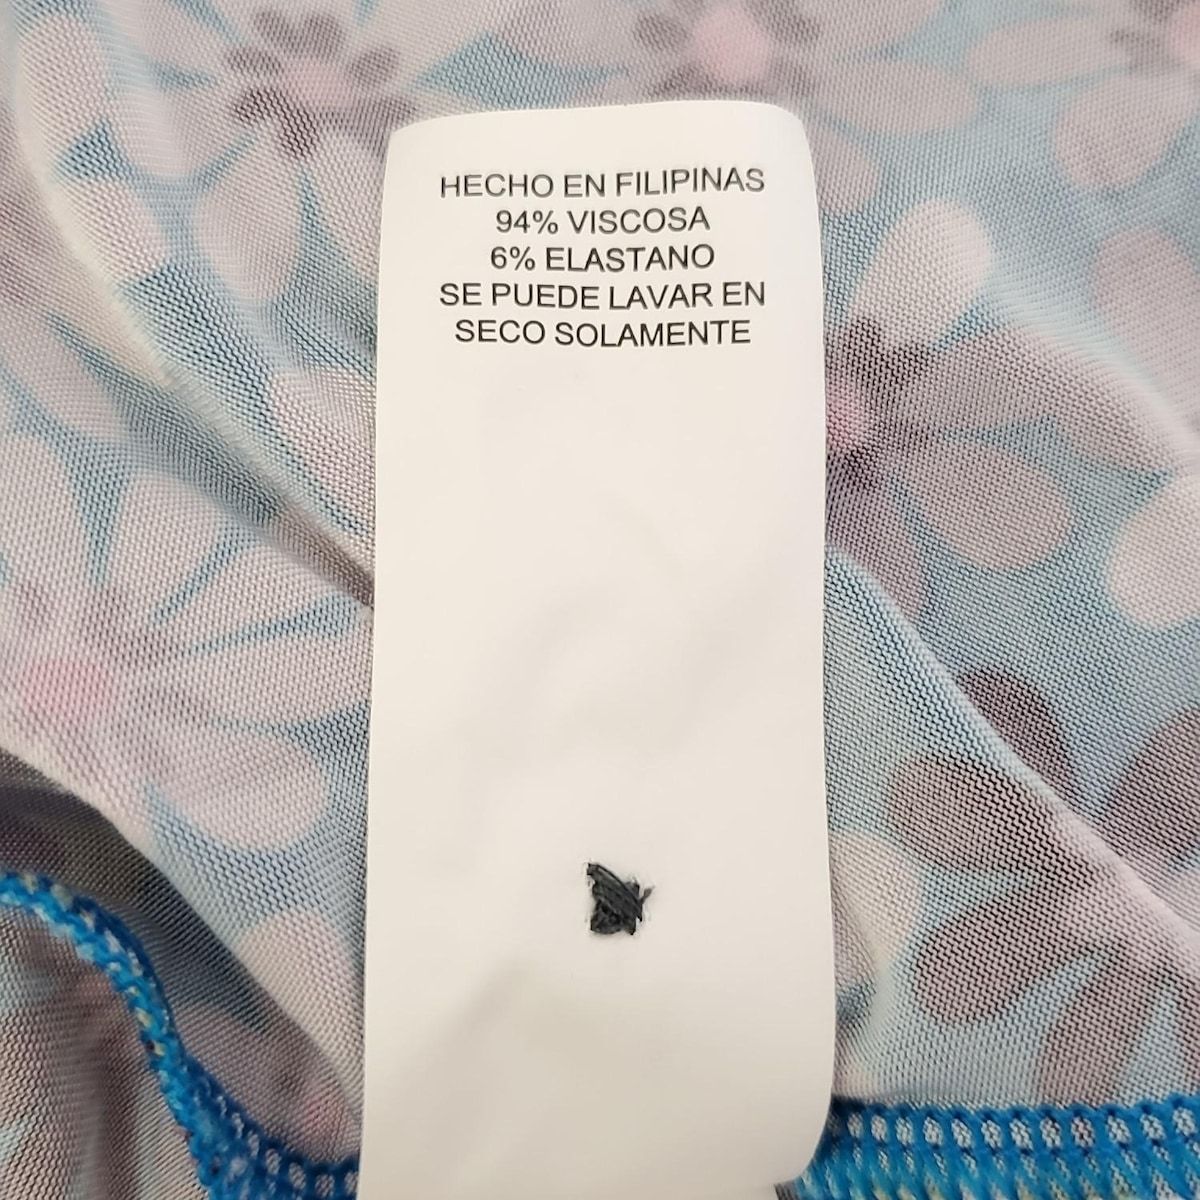 HECHO EN FILIPINAS
94% VISCOSA
6% ELASTANO
SE PUEDE LAVAR EN
SECO SOLAMENTE